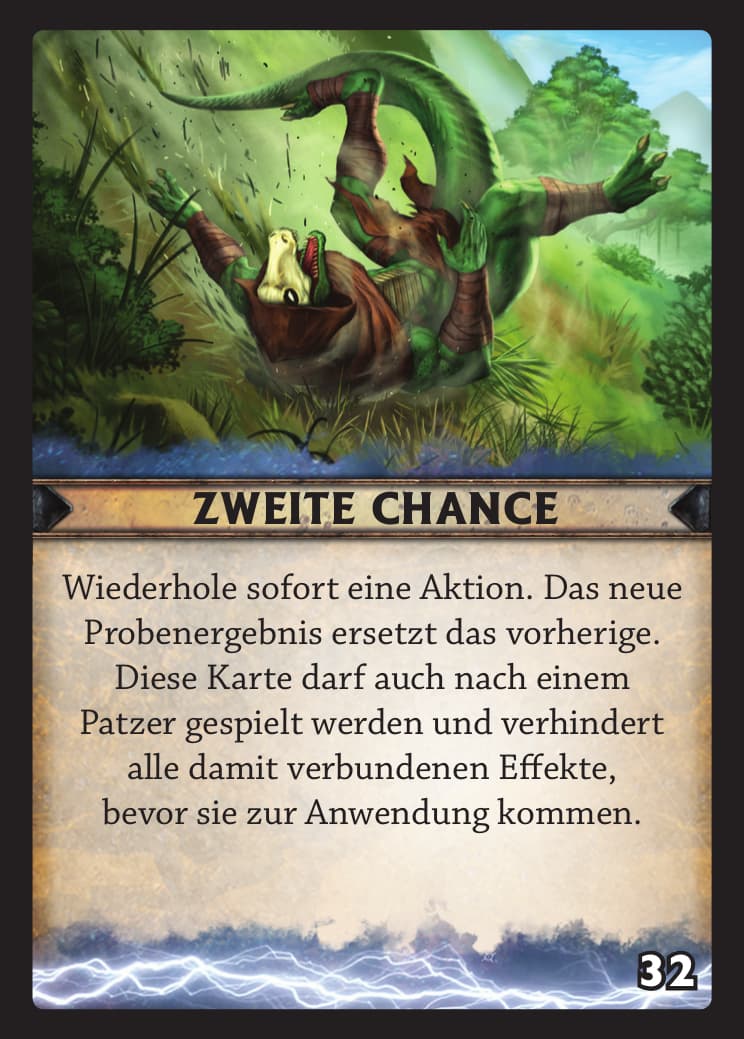 ZWEITE CHANCE
Wiederhole sofort eine Aktion. Das neue
Probenergebnis ersetzt das vorherige.
Diese Karte darf auch nach einem
Patzer gespielt werden und verhindert
alle damit verbundenen Effekte,
bevor sie zur Anwendung kommen.
32